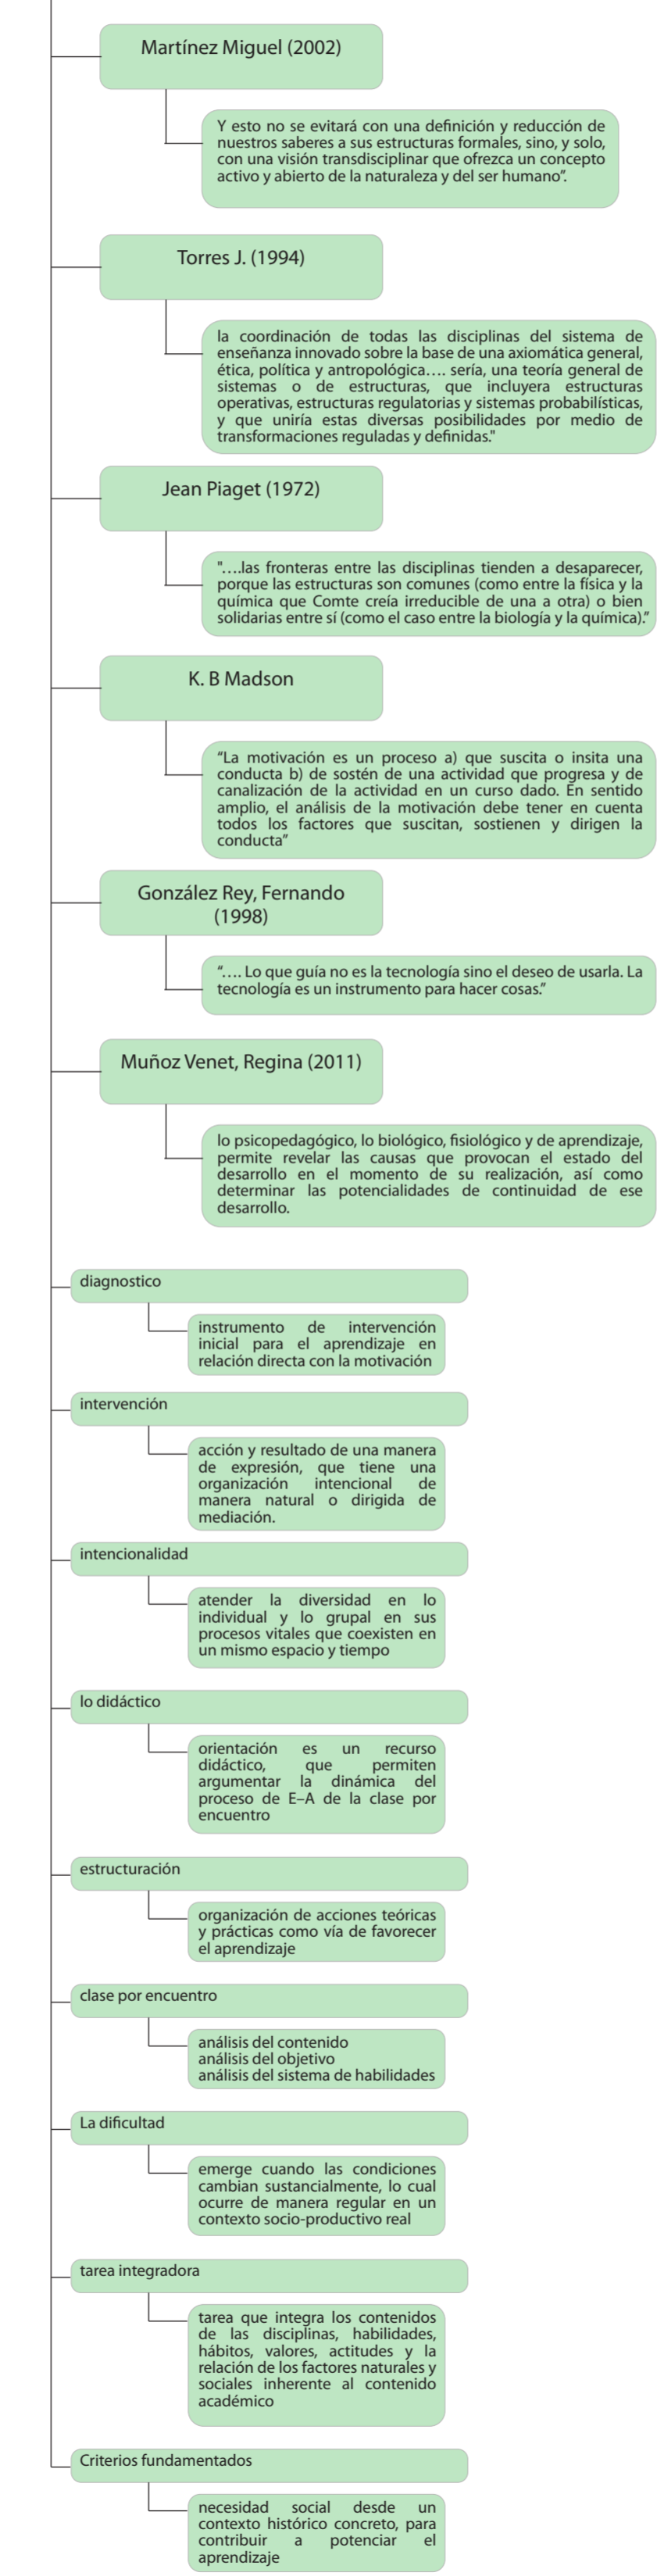 Martínez Miguel (2002)
Y esto no se evitará con una definición y reducción de
nuestros saberes a sus estructuras formales, sino, y solo,
con una visión transdisciplinar que ofrezca un concepto
activo y abierto de la naturaleza y del ser humano”.
Torres J. (1994)
la coordinación de todas las disciplinas del sistema de
enseñanza innovado sobre la base de una axiomática general,
ética, política y antropológica…. sería, una teoría general de
sistemas o de estructuras, que incluyera estructuras
operativas, estructuras regulatorias y sistemas probabilísticas,
y que uniría estas diversas posibilidades por medio de
transformaciones reguladas y definidas."
Jean Piaget (1972)
"….las fronteras entre las disciplinas tienden a desaparecer,
porque las estructuras son comunes (como entre la física y la
química que Comte creía irreducible de una a otra) o bien
solidarias entre sí (como el caso entre la biología y la química).”
K. B Madson
“La motivación es un proceso a) que suscita o insita una
conducta b) de sostén de una actividad que progresa y de
canalización de la actividad en un curso dado. En sentido
amplio, el análisis de la motivación debe tener en cuenta
todos los factores que suscitan, sostienen y dirigen la
conducta”
González Rey, Fernando
(1998)
“…. Lo que guía no es la tecnología sino el deseo de usarla. La
tecnología es un instrumento para hacer cosas.”
Muñoz Venet, Regina (2011)
lo psicopedagógico, lo biológico, fisiológico y de aprendizaje,
permite revelar las causas que provocan el estado del
desarrollo en el momento de su realización, así como
determinar las potencialidades de continuidad de ese
desarrollo.
diagnostico
instrumento de intervención
inicial para el aprendizaje en
relación directa con la motivación
intervención
acción y resultado de una manera
de expresión, que tiene una
organización intencional de
manera natural o dirigida de
mediación.
intencionalidad
atender la diversidad en lo
individual y lo grupal en sus
procesos vitales que coexisten en
un mismo espacio y tiempo
lo didáctico
orientación es un recurso
didáctico, que permiten
argumentar la dinámica del
proceso de E–A de la clase por
encuentro
estructuración
organización de acciones teóricas
y prácticas como vía de favorecer
el aprendizaje
clase por encuentro
análisis del contenido
análisis del objetivo
análisis del sistema de habilidades
La dificultad
emerge cuando las condiciones
cambian sustancialmente, lo cual
ocurre de manera regular en un
contexto socio-productivo real
tarea integradora
tarea que integra los contenidos
de las disciplinas, habilidades,
hábitos, valores, actitudes y la
relación de los factores naturales y
sociales inherente al contenido
académico
Criterios fundamentados
necesidad social desde un
contexto histórico concreto, para
contribuir a potenciar el
aprendizaje